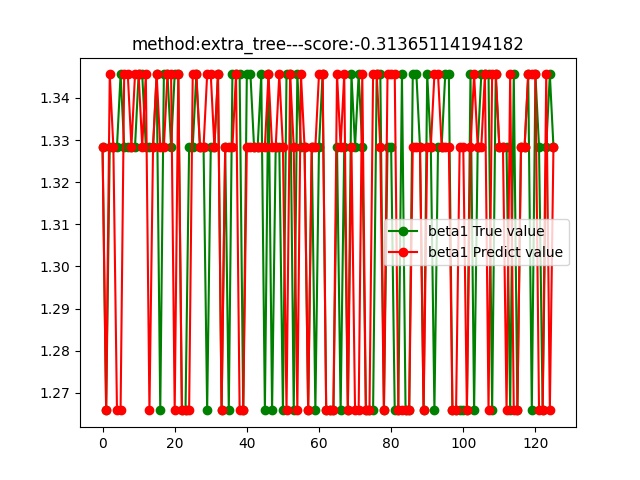 method:extra_tree---score:-0.31365114194182
1.34
1.33
1.32
1.31
1.30
1.29
1.28
1.27
beta1 True value
beta1 Predict value
0 20 40 60 80 100 120